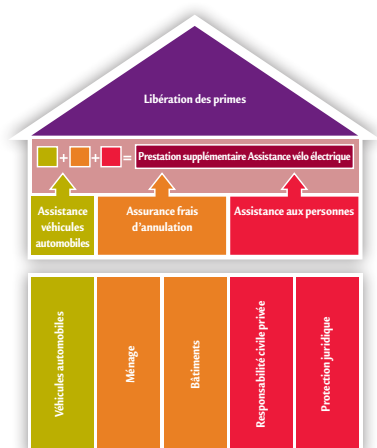 Libération des primes
+ + = Prestation supplémentaire Assistance vélo électrique
Assistance
véhicules
automobiles
Assurance frais
d'annulation
Assistance aux personnes
Véhicules automobiles
Ménage
Bâtiments
Responsabilité civile privée
Protection juridique